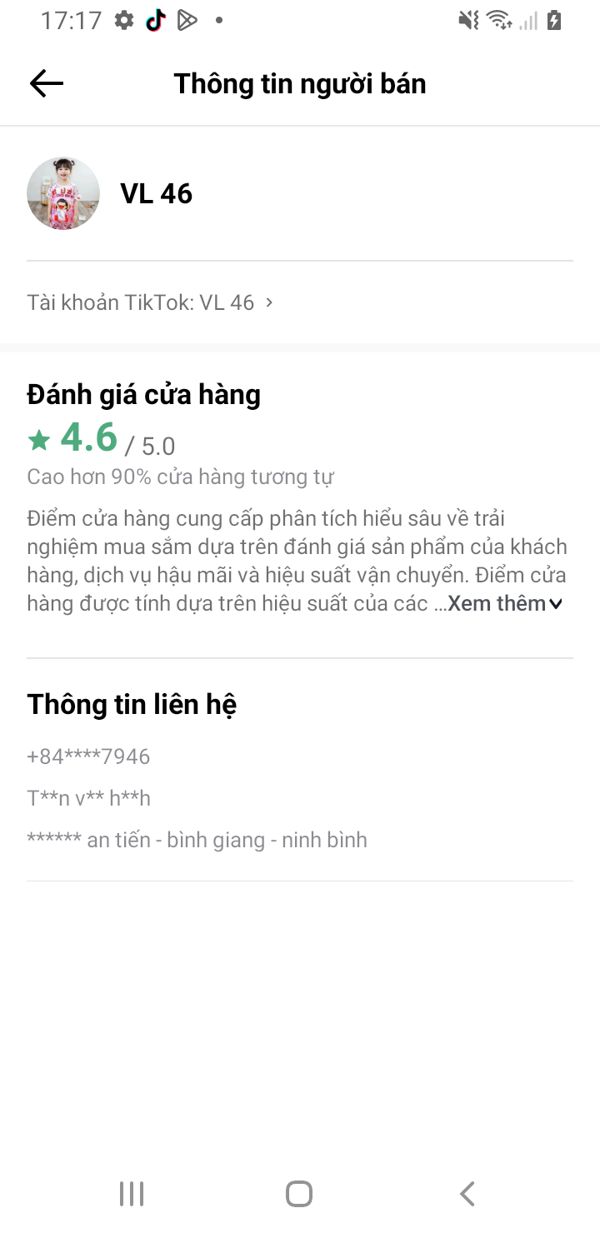 17:17
Thông tin người bán
VL 46
Tài khoản TikTok: VL 46 ›
Đánh giá cửa hàng
4.6 / 5.0
Cao hơn 90% cửa hàng tương tự
Điểm cửa hàng cung cấp phân tích hiểu sâu về trải
nghiệm mua sắm dựa trên đánh giá sản phẩm của khách
hàng, dịch vụ hậu mãi và hiệu suất vận chuyển. Điểm cửa
hàng được tính dựa trên hiệu suất của các ...Xem thêm
Thông tin liên hệ
+84****7946
T**n v** h**h
****** an tiến - bình giang - ninh bình